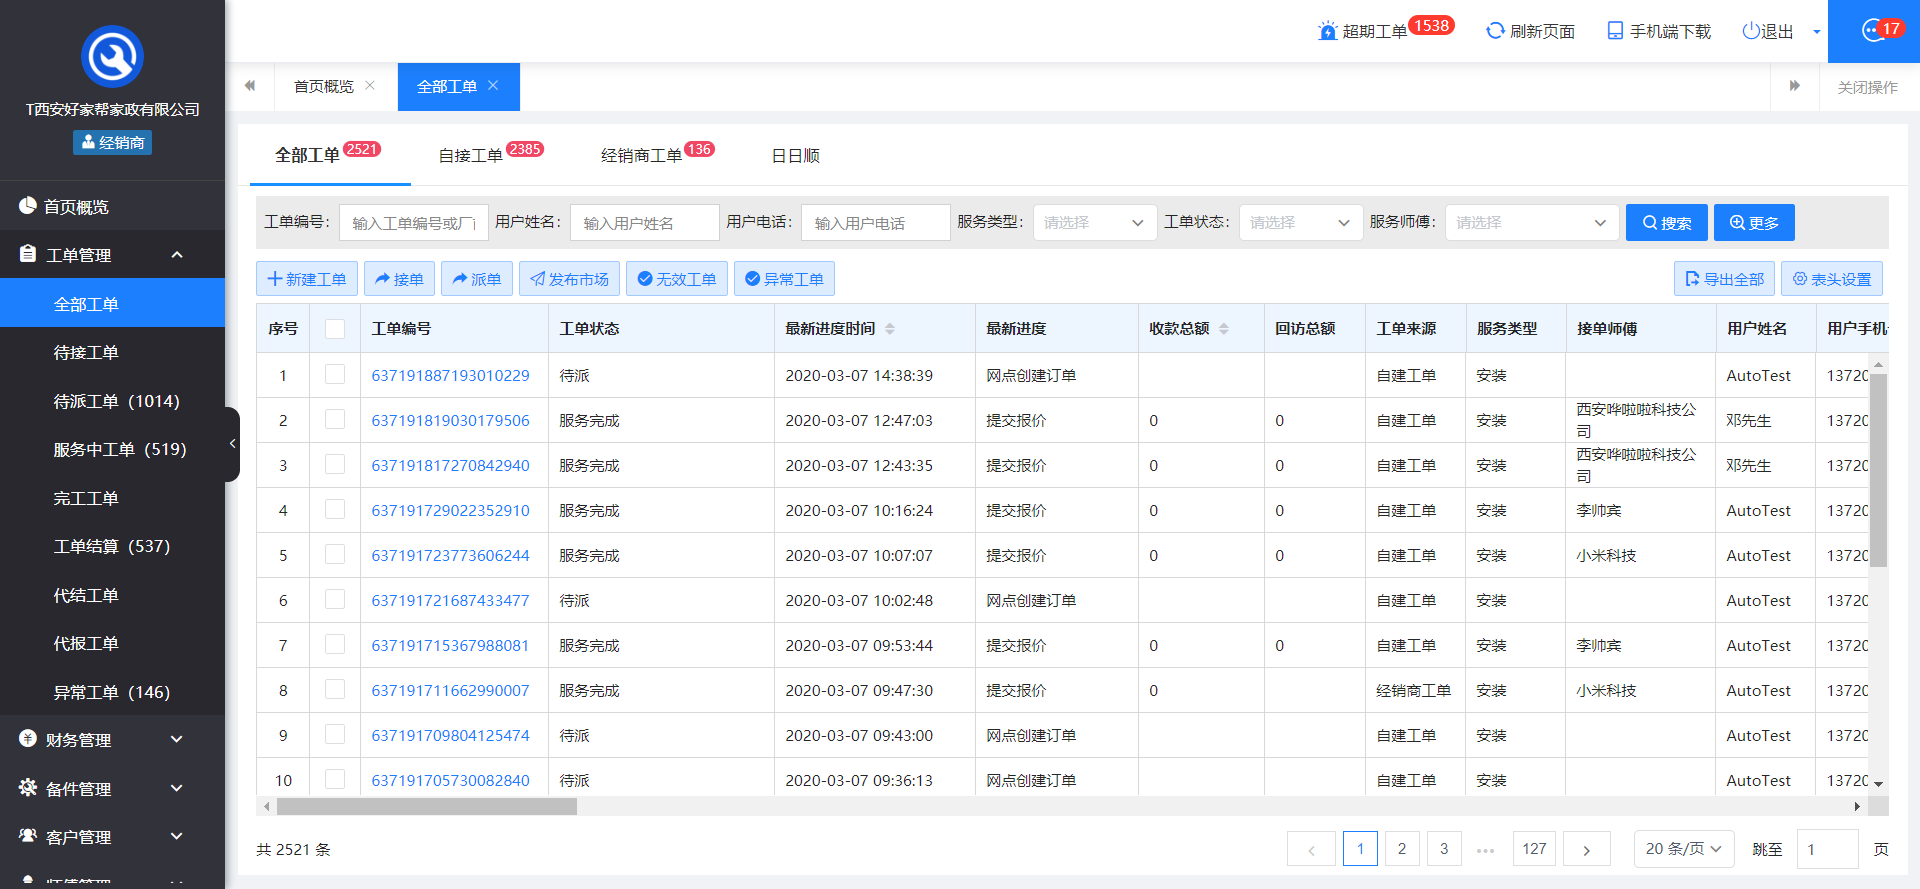 超期工单 1538 刷新页面 手机端下载 退出 17
T西安好家帮家政有限公司
经销商
首页概览 全部工单 关闭操作
全部工单 2521 自接工单 2385 经销商工单 136 日日顺
首页概览
工单管理
全部工单
待接工单
待派工单（1014）
服务中工单（519）
完工工单
工单结算（537）
代结工单
代报工单
异常工单（146）
财务管理
备件管理
客户管理
师傅管理
工单编号: 输入工单编号或厂 用户姓名: 输入用户姓名 用户电话: 输入用户电话 服务类型: 请选择 工单状态: 请选择 服务师傅: 请选择 搜索 更多
新建工单 接单 派单 发布市场 无效工单 异常工单 导出全部 表头设置
序号 工单编号 工单状态 最新进度时间 最新进度 收款总额 回访总额 工单来源 服务类型 接单师傅 用户姓名 用户手机
1 637191887193010229 待派 2020-03-07 14:38:39 网点创建订单 自建工单 安装 AutoTest 13720
2 637191819030179506 服务完成 2020-03-07 12:47:03 提交报价 0 0 自建工单 安装 西安哗啦啦科技公司 邓先生 13720
3 637191817270842940 服务完成 2020-03-07 12:43:35 提交报价 0 0 自建工单 安装 西安哗啦啦科技公司 邓先生 13720
4 637191729022352910 服务完成 2020-03-07 10:16:24 提交报价 0 0 自建工单 安装 李帅宾 AutoTest 13720
5 637191723773606244 服务完成 2020-03-07 10:07:07 提交报价 0 0 自建工单 安装 小米科技 AutoTest 13720
6 637191721687433477 待派 2020-03-07 10:02:48 网点创建订单 自建工单 安装 AutoTest 13720
7 637191715367988081 服务完成 2020-03-07 09:53:44 提交报价 0 0 自建工单 安装 李帅宾 AutoTest 13720
8 637191711662990007 服务完成 2020-03-07 09:47:30 提交报价 0 经销商工单 安装 小米科技 AutoTest 13720
9 637191709804125474 待派 2020-03-07 09:43:00 网点创建订单 自建工单 安装 AutoTest 13720
10 637191705730082840 待派 2020-03-07 09:36:13 网点创建订单 自建工单 安装 AutoTest 13720
共 2521 条 1 2 3 ••• 127 20 条/页 跳至 1 页